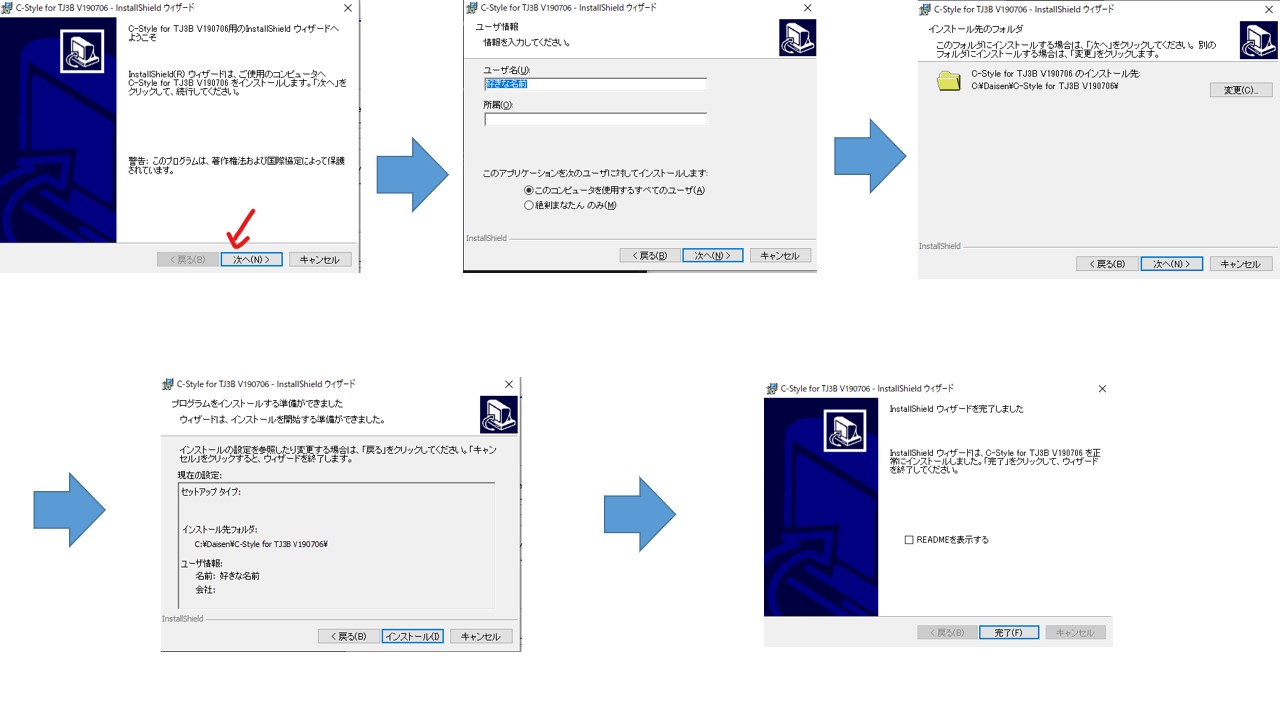 C-Style for TJ3B V190706 - InstallShield ウィザード
C-Style for TJ3B V190706用のInstallShield ウィザードへ
ようこそ
InstallShield(R) ウィザードは、ご使用のコンピュータへ
C-Style for TJ3B V190706 をインストールします。「次へ」を
クリックして、続行してください。
警告: このプログラムは、著作権法および国際協定によって保護
されています。
< 戻る(B)
次へ(N) >
キャンセル
C-Style for TJ3B V190706 - InstallShield ウィザード
ユーザ情報
情報を入力してください。
ユーザ名(U):
好きな名前
所属(O):
このアプリケーションを次のユーザに対してインストールします:
このコンピュータを使用するすべてのユーザ(A)
絶剣まなたん のみ(M)
InstallShield
< 戻る(B)
次へ(N) >
キャンセル
C-Style for TJ3B V190706 - InstallShield ウィザード
インストール先のフォルダ
このフォルダにインストールする場合は、「次へ」をクリックしてください。別の
フォルダにインストールする場合は、「変更」をクリックします。
C-Style for TJ3B V190706 のインストール先:
C:¥Daisen¥C-Style for TJ3B V190706¥
変更(C)...
InstallShield
< 戻る(B)
次へ(N) >
キャンセル
C-Style for TJ3B V190706 - InstallShield ウィザード
プログラムをインストールする準備ができました
ウィザードは、インストールを開始する準備ができました。
インストールの設定を参照したり変更する場合は、「戻る」をクリックしてください。「キャン
セル」をクリックすると、ウィザードを終了します。
現在の設定:
セットアップ タイプ:
インストール先フォルダ:
C:¥Daisen¥C-Style for TJ3B V190706¥
ユーザ情報:
名前: 好きな名前
会社:
InstallShield
< 戻る(B)
インストール(I)
キャンセル
C-Style for TJ3B V190706 - InstallShield ウィザード
InstallShield ウィザードを完了しました
InstallShield ウィザードは、C-Style for TJ3B V190706 を正
常にインストールしました。「完了」をクリックして、ウィザード
を終了してください。
READMEを表示する
< 戻る(B)
完了(F)
キャンセル